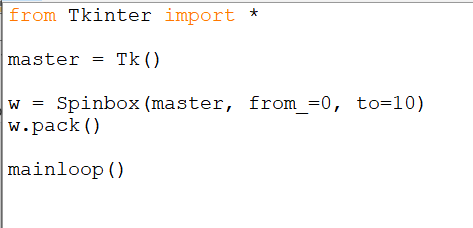 from Tkinter import *
master = Tk()
w = Spinbox(master, from_=0, to=10)
w.pack()
mainloop()